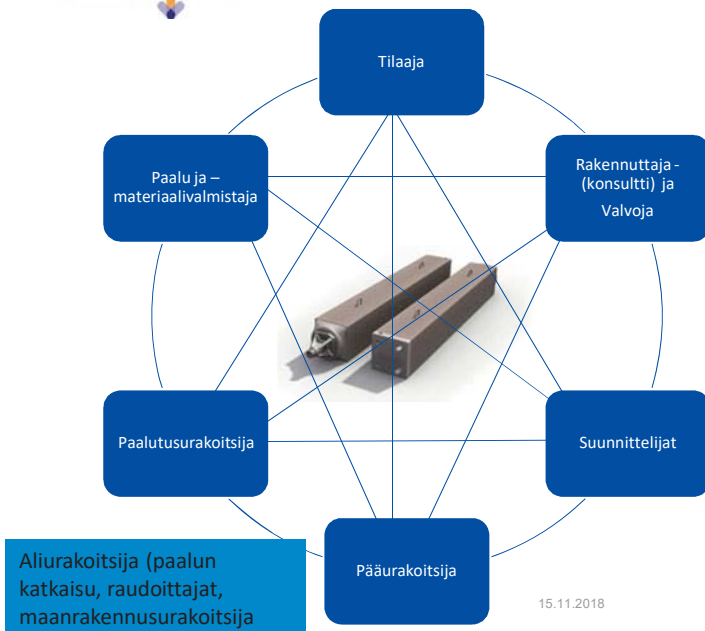 Tilaaja
Paalu ja –
materiaalivalmistaja
Rakennuttaja -
(konsultti) ja
Valvoja
Paalutusurakoitsija
Suunnittelijat
Pääurakoitsija
Aliurakoitsija (paalun
katkaisu, raudoittajat,
maanrakennusurakoitsija
15.11.2018